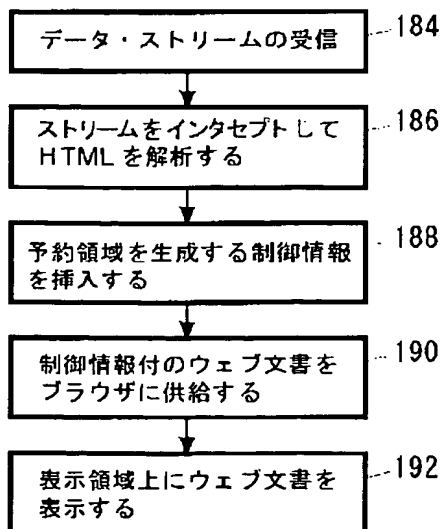 データ・ストリームの受信
184
ストリームをインタセプトして
HTMLを解析する
186
予約領域を生成する制御情報
を挿入する
188
制御情報付のウェブ文書を
ブラウザに供給する
190
表示領域上にウェブ文書を
表示する
192